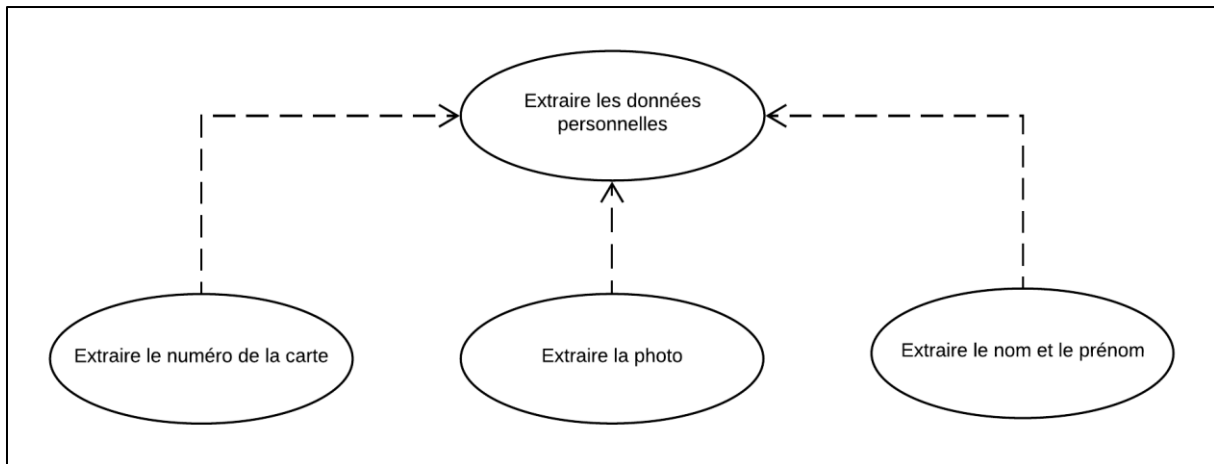 Extraire les données
personnelles
Extraire le numéro de la carte
Extraire la photo
Extraire le nom et le prénom